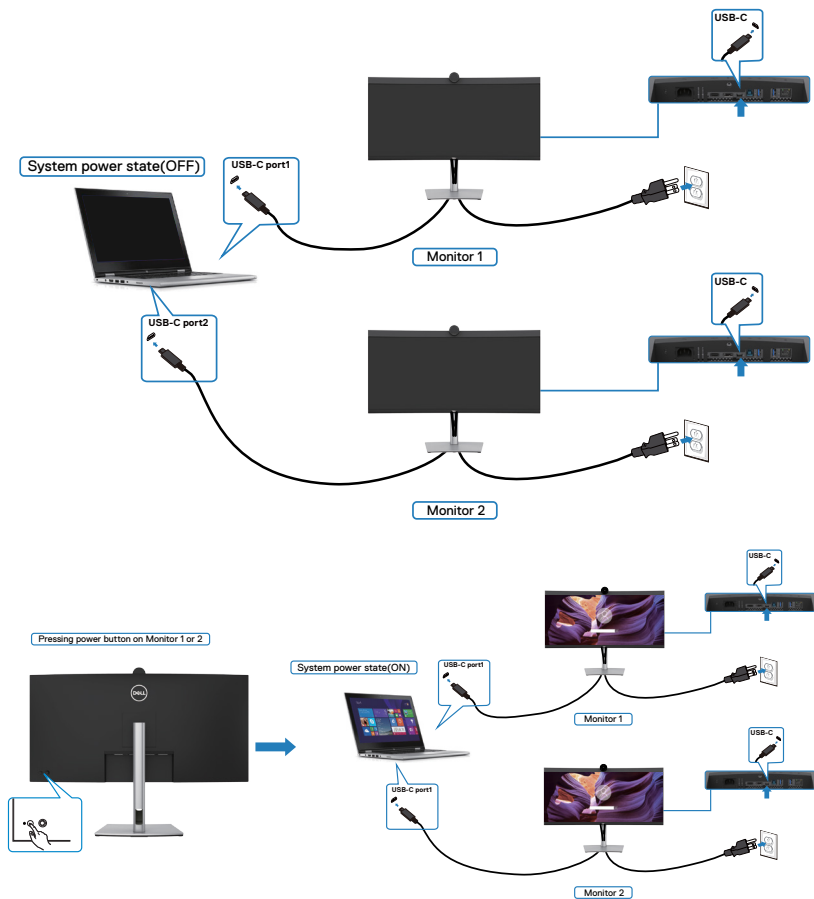 USB-C
System power state(OFF)
USB-C port1
Monitor 1
USB-C
USB-C port2
Monitor 2
USB-C
Pressing power button on Monitor 1 or 2
System power state(ON)
USB-C port1
DELL
Monitor 1
USB-C
USB-C port1
Monitor 2